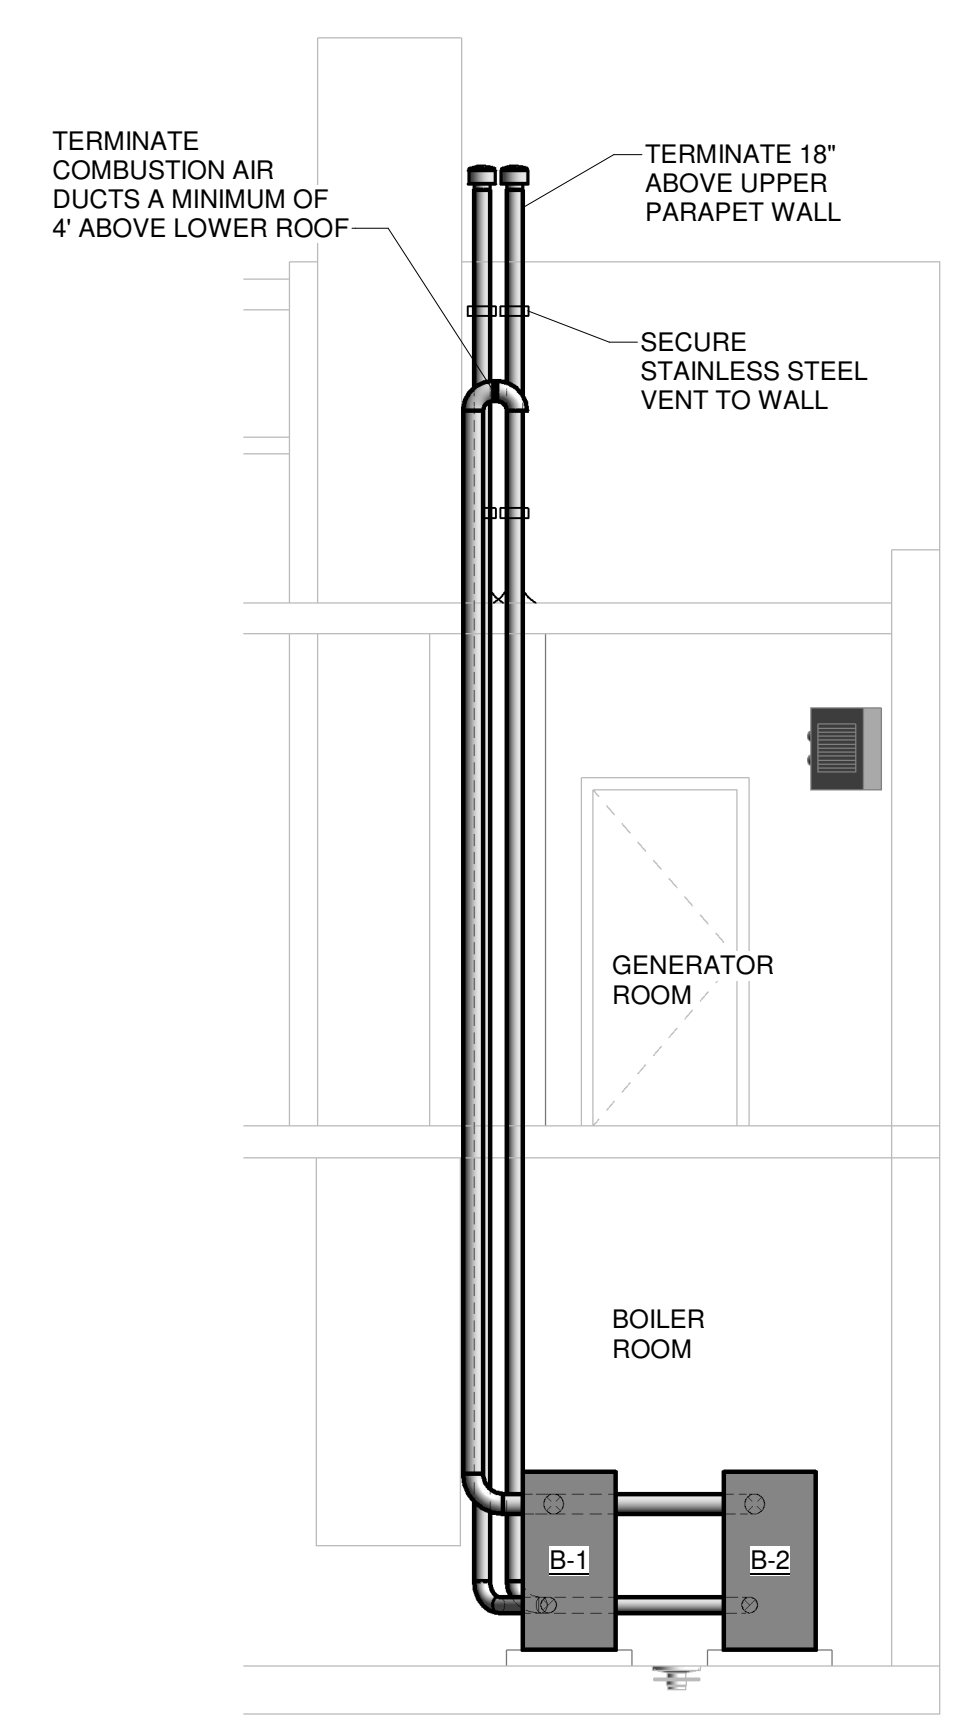 TERMINATE
COMBUSTION AIR
DUCTS A MINIMUM OF
4' ABOVE LOWER ROOF
TERMINATE 18"
ABOVE UPPER
PARAPET WALL
SECURE
STAINLESS STEEL
VENT TO WALL
GENERATOR
ROOM
BOILER
ROOM
B-1
B-2